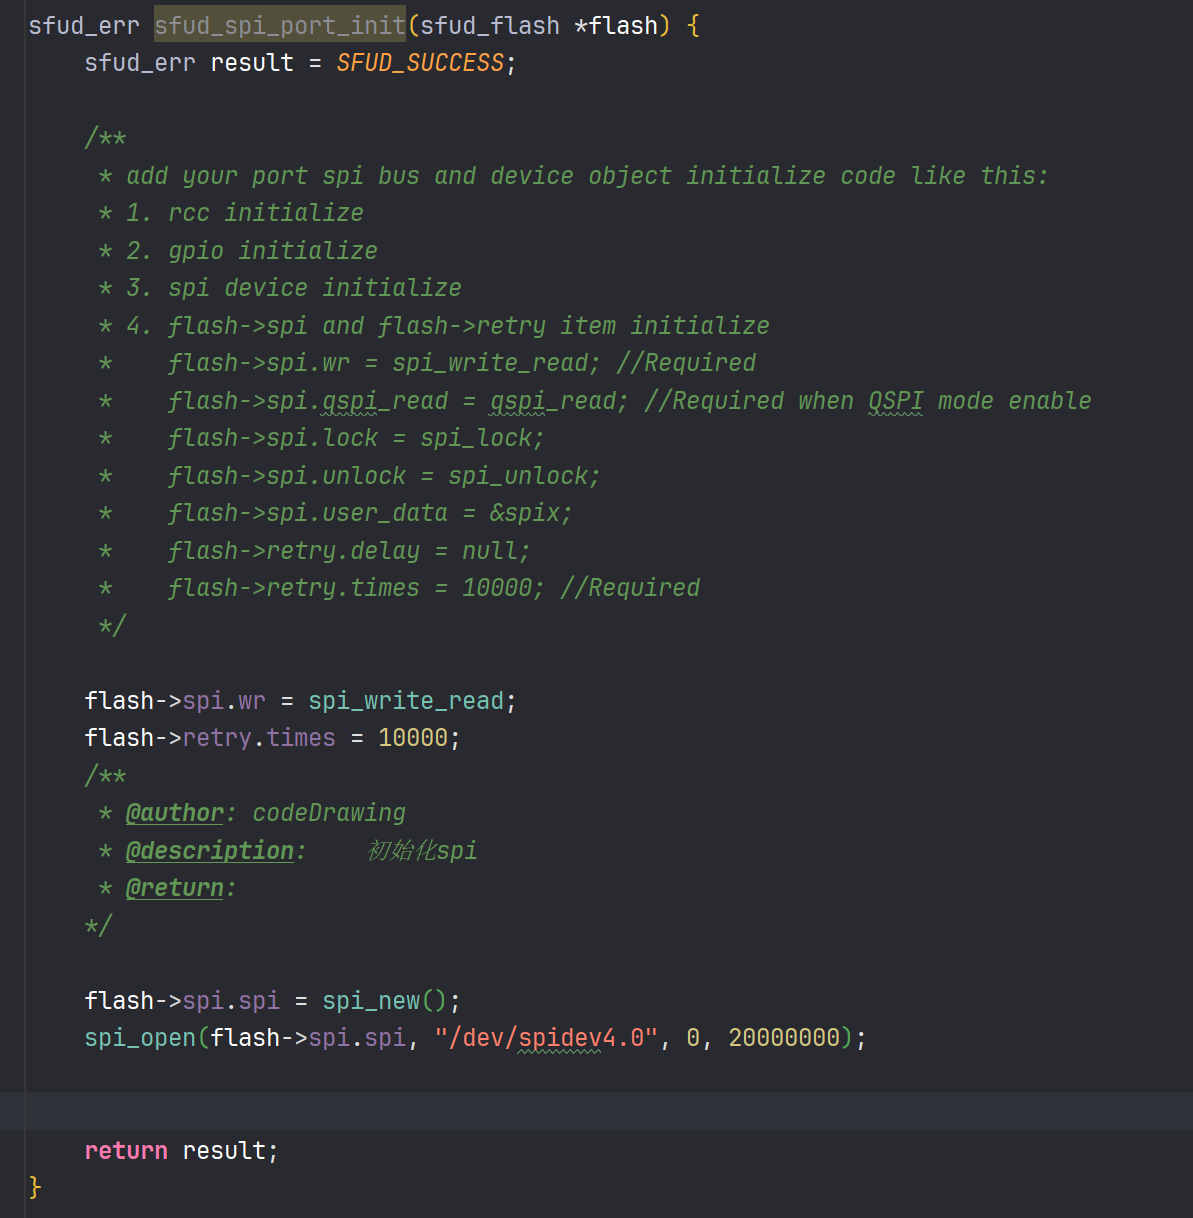 sfud_err sfud_spi_port_init(sfud_flash *flash) {
    sfud_err result = SFUD_SUCCESS;
    /**
     * add your port spi bus and device object initialize code like this:
     * 1. rcc initialize
     * 2. gpio initialize
     * 3. spi device initialize
     * 4. flash->spi and flash->retry item initialize
     *    flash->spi.wr = spi_write_read; //Required
     *    flash->spi.qspi_read = qspi_read; //Required when QSPI mode enable
     *    flash->spi.lock = spi_lock;
     *    flash->spi.unlock = spi_unlock;
     *    flash->spi.user_data = &spix;
     *    flash->retry.delay = null;
     *    flash->retry.times = 10000; //Required
     */
    flash->spi.wr = spi_write_read;
    flash->retry.times = 10000;
    /**
     * @author: codeDrawing
     * @description:    初始化spi
     * @return:
    */
    flash->spi.spi = spi_new();
    spi_open(flash->spi.spi, "/dev/spidev4.0", 0, 20000000);
    return result;
}